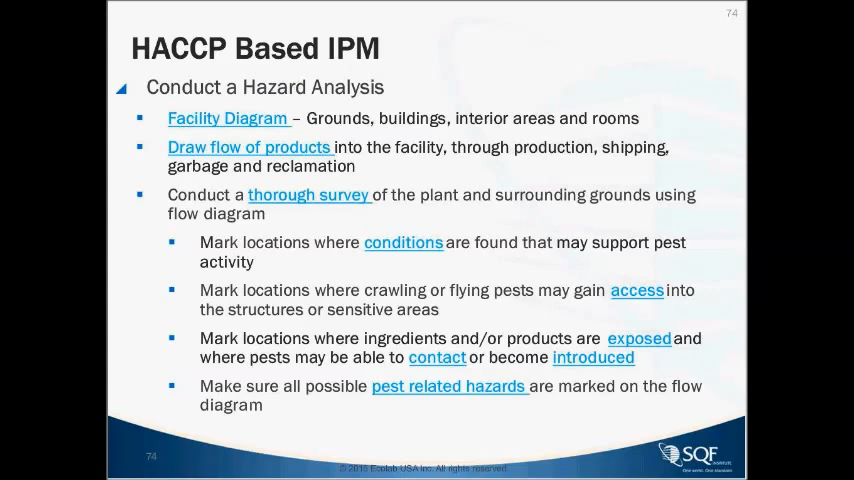 74
HACCP Based IPM
Conduct a Hazard Analysis
Facility Diagram – Grounds, buildings, interior areas and rooms
Draw flow of products into the facility, through production, shipping,
garbage and reclamation
Conduct a thorough survey of the plant and surrounding grounds using
flow diagram
Mark locations where conditions are found that may support pest
activity
Mark locations where crawling or flying pests may gain access into
the structures or sensitive areas
Mark locations where ingredients and/or products are exposed and
where pests may be able to contact or become introduced
Make sure all possible pest related hazards are marked on the flow
diagram
74
© 2015 Ecolab USA Inc. All rights reserved.
SQF
INSTITUTE
One world. One standard.